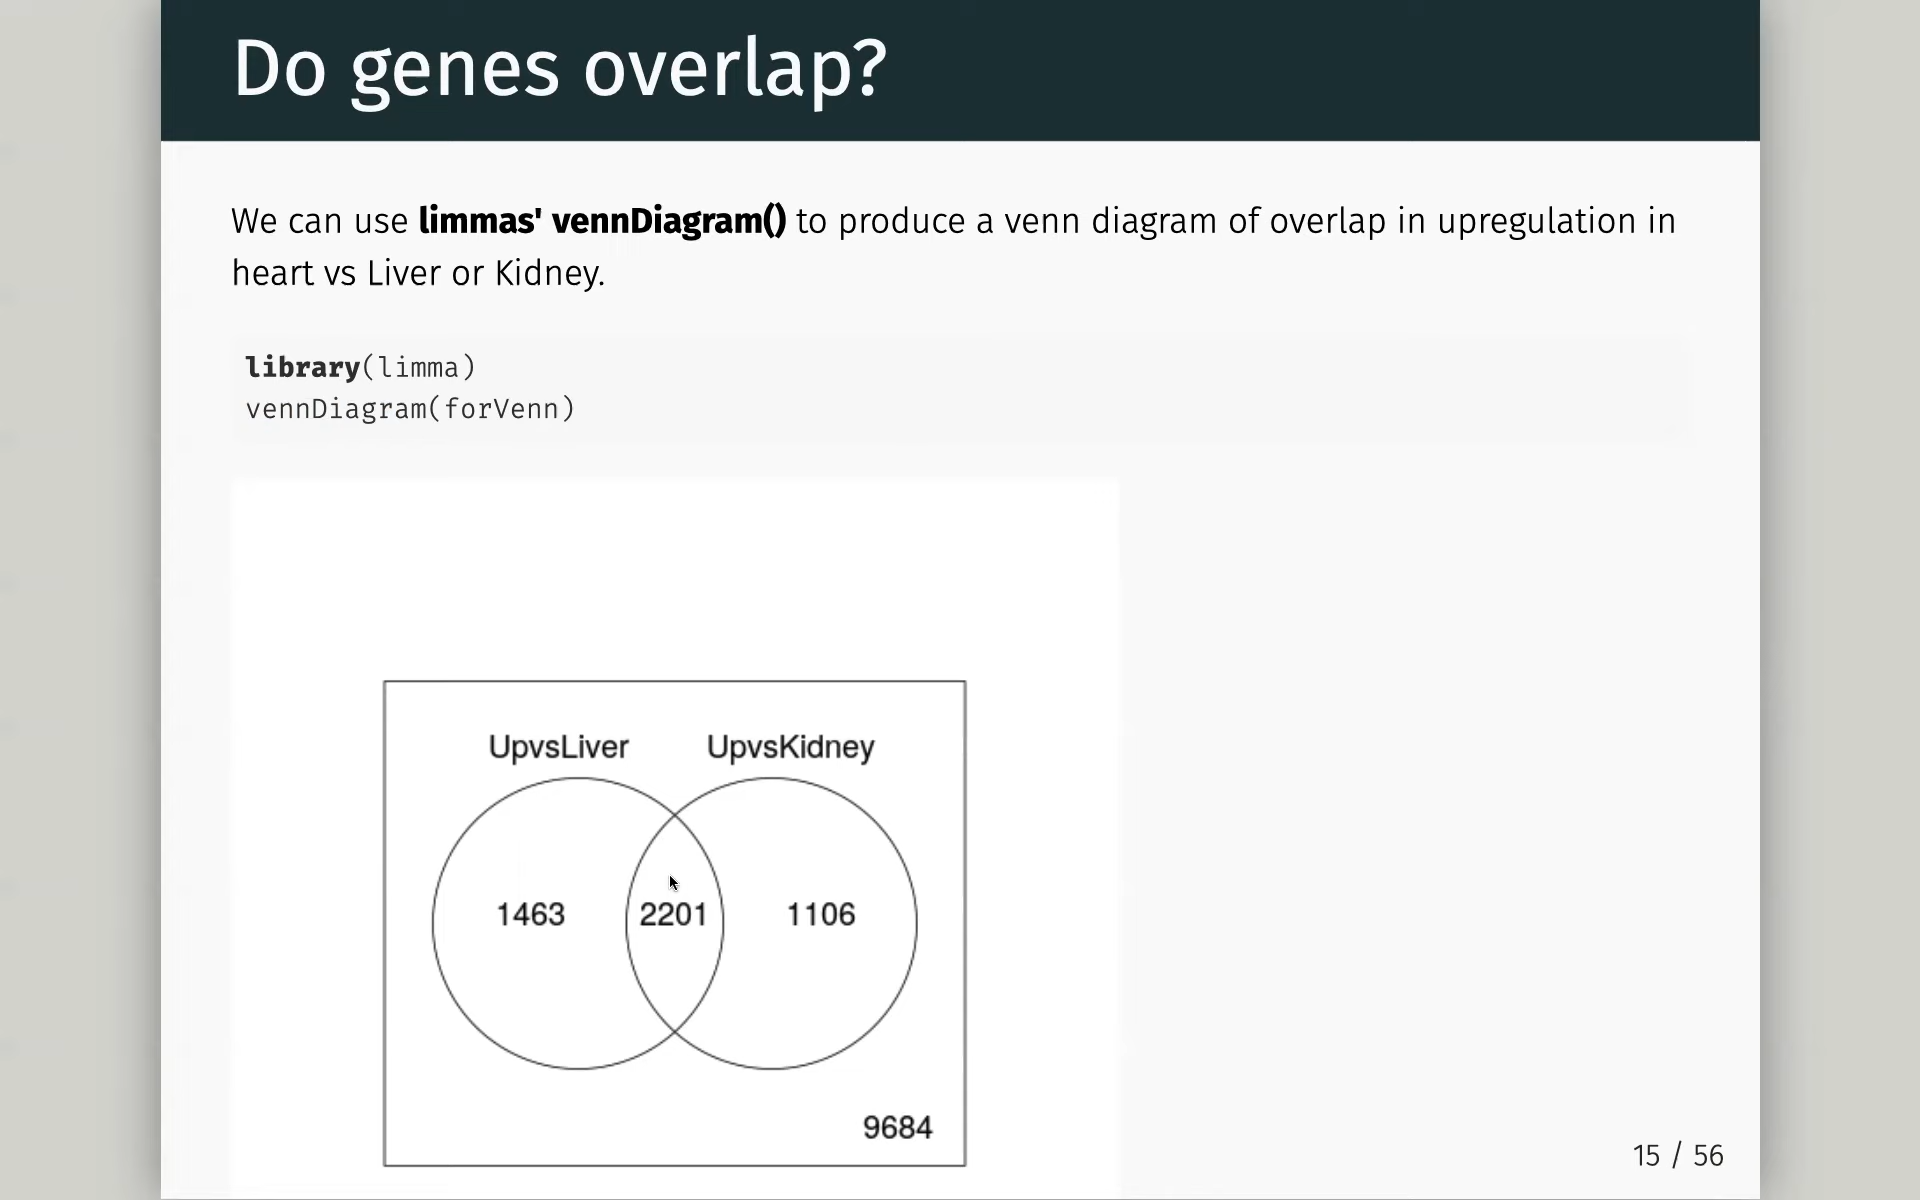 Do genes overlap?
We can use limmas' vennDiagram() to produce a venn diagram of overlap in upregulation in
heart vs Liver or Kidney.
library(limma)
vennDiagram(forVenn)
UpvsLiver UpvsKidney
1463 2201 1106
9684
15 / 56